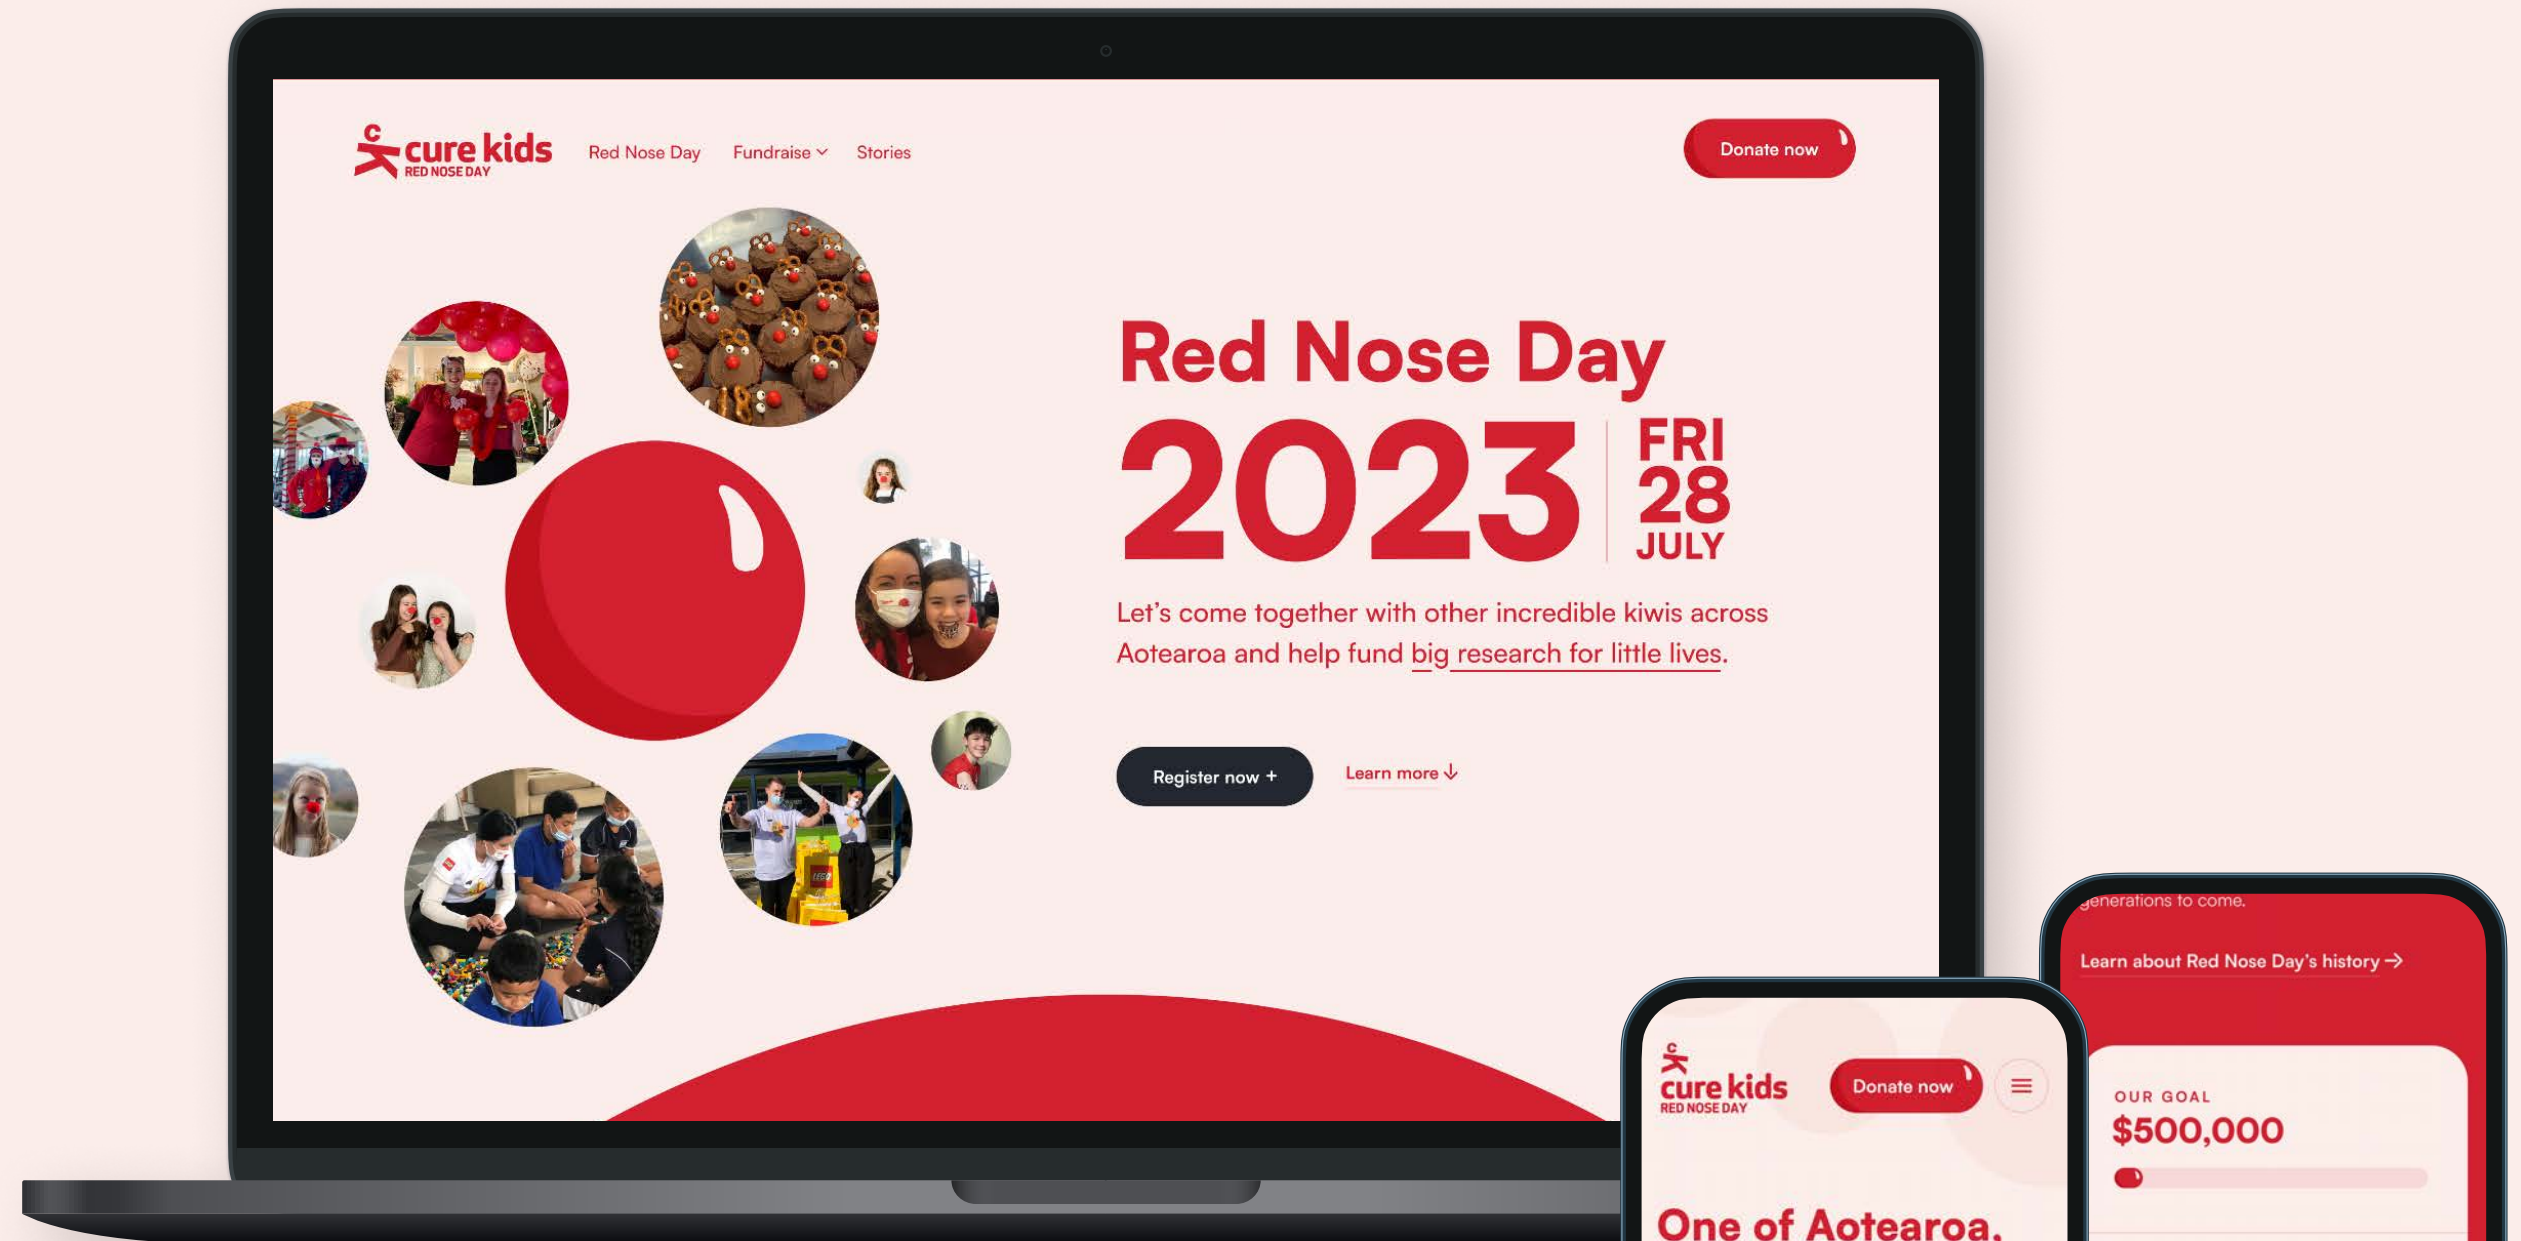 cK
cure kids
RED NOSE DAY
Red Nose Day
Fundraise
Stories
Donate now
Red Nose Day
2023
FRI
28
JULY
Let's come together with other incredible kiwis across
Aotearoa and help fund big research for little lives.
Register now +
Learn more ↓
LEGO
generations to come.
Learn about Red Nose Day's history →
OUR GOAL
$500,000
cK
cure kids
RED NOSE DAY
Donate now
One of Aotearoa,